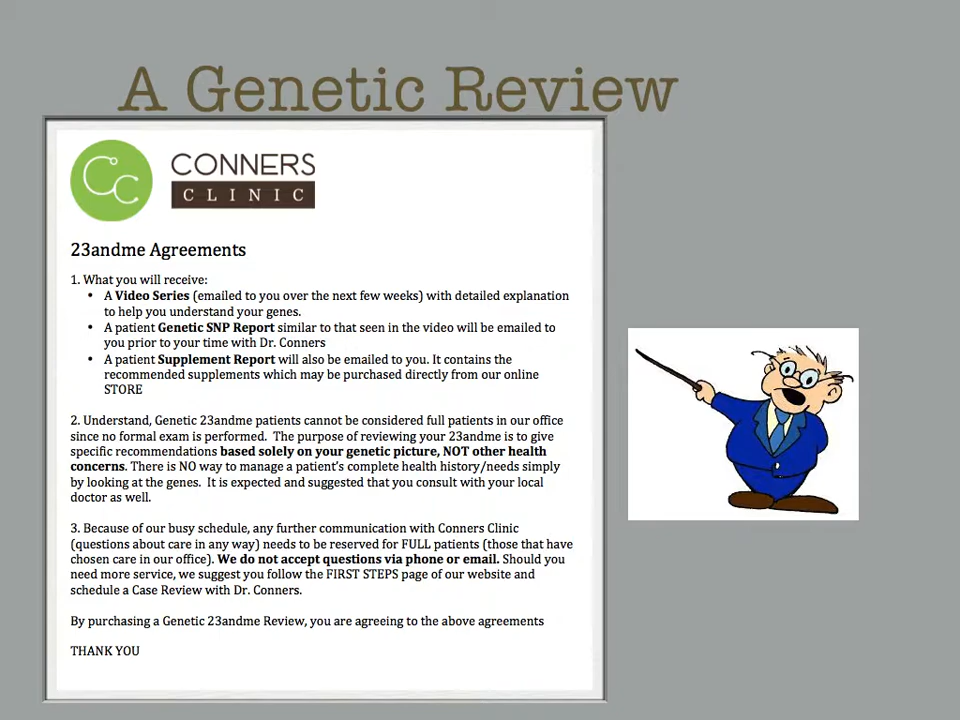 A Genetic Review
CC
CONNERS
CLINIC
23andme Agreements
1. What you will receive:
• A Video Series (emailed to you over the next few weeks) with detailed explanation
to help you understand your genes.
• A patient Genetic SNP Report similar to that seen in the video will be emailed to
you prior to your time with Dr. Conners
• A patient Supplement Report will also be emailed to you. It contains the
recommended supplements which may be purchased directly from our online
STORE
2. Understand, Genetic 23andme patients cannot be considered full patients in our office
since no formal exam is performed. The purpose of reviewing your 23andme is to give
specific recommendations based solely on your genetic picture, NOT other health
concerns. There is NO way to manage a patient's complete health history/needs simply
by looking at the genes. It is expected and suggested that you consult with your local
doctor as well.
3. Because of our busy schedule, any further communication with Conners Clinic
(questions about care in any way) needs to be reserved for FULL patients (those that have
chosen care in our office). We do not accept questions via phone or email. Should you
need more service, we suggest you follow the FIRST STEPS page of our website and
schedule a Case Review with Dr. Conners.
By purchasing a Genetic 23andme Review, you are agreeing to the above agreements
THANK YOU